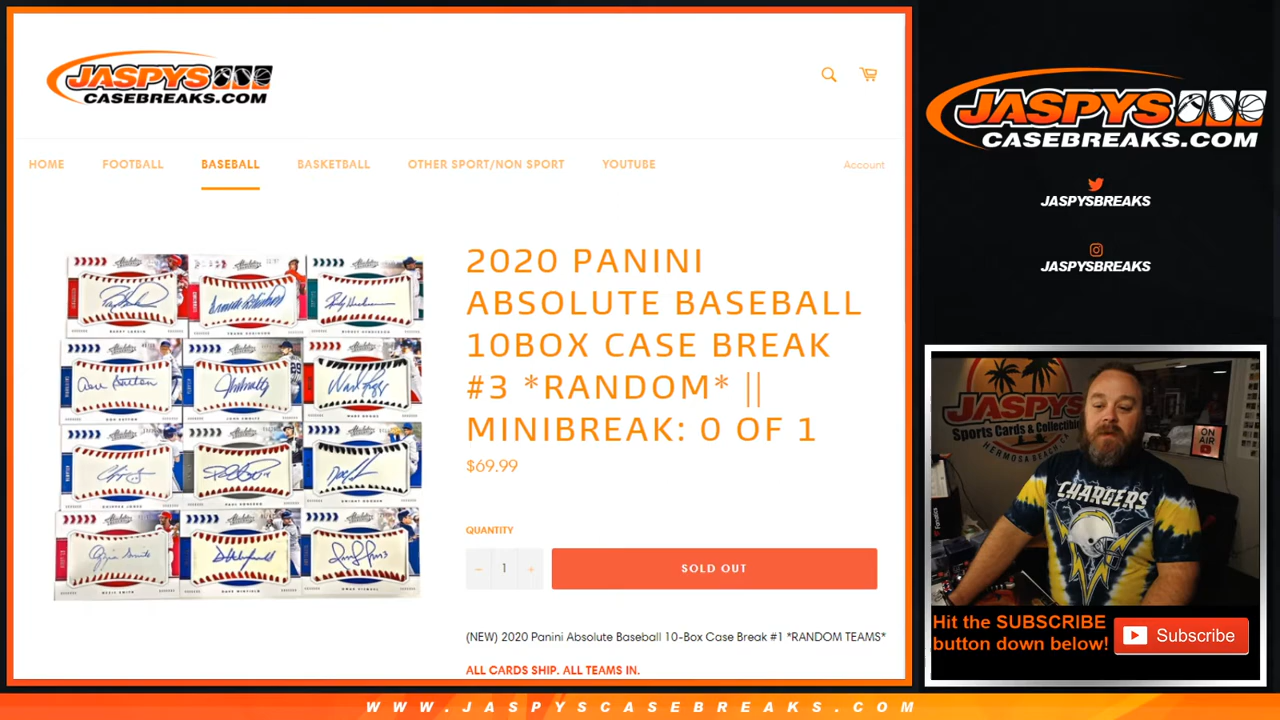 JASPYS
CASEBREAKS.COM
HOME FOOTBALL BASEBALL BASKETBALL OTHER SPORT/NON SPORT YOUTUBE Account
2020 PANINI
ABSOLUTE BASEBALL
10BOX CASE BREAK
#3 *RANDOM* ||
MINIBREAK: 0 OF 1
$69.99
QUANTITY
− 1 +
SOLD OUT
(NEW) 2020 Panini Absolute Baseball 10-Box Case Break #1 *RANDOM TEAMS*
ALL CARDS SHIP. ALL TEAMS IN.
JASPYS
CASEBREAKS.COM
JASPYSBREAKS
JASPYSBREAKS
JASPYS
Sports Cards & Collectibles
HERMOSA BEACH
ON AIR
CHARGERS
Hit the SUBSCRIBE
button down below!
Subscribe
WWW.JASPYSCASEBREAKS.COM